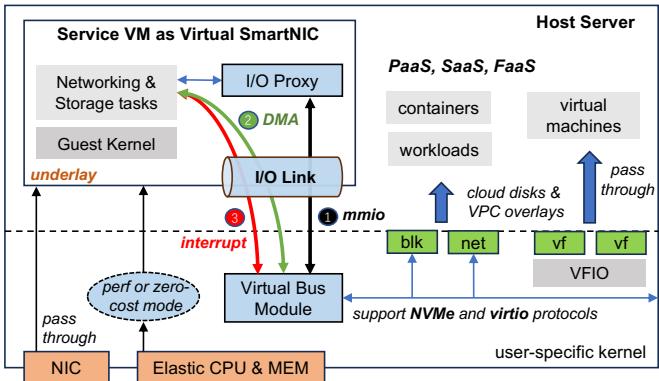 Host Server
Service VM as Virtual SmartNIC
Networking &
Storage tasks
I/O Proxy
Guest Kernel
underlay
2 DMA
I/O Link
3
interrupt
1 mmio
PaaS, SaaS, FaaS
containers
workloads
virtual
machines
cloud disks &
VPC overlays
pass
through
blk
net
vf
vf
VFIO
perf or zero-
cost mode
Virtual Bus
Module
support NVMe and virtio protocols
pass
through
user-specific kernel
NIC
Elastic CPU & MEM